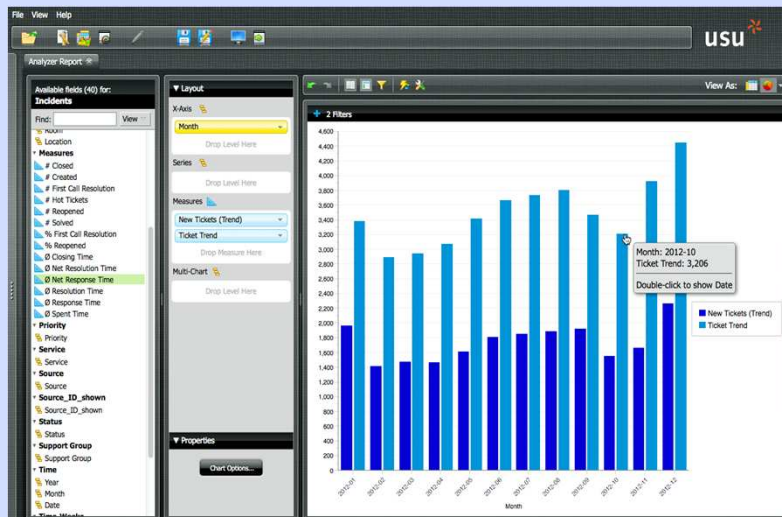 File View Help
usu
Analyzer Report
Available fields (40) for:
Incidents
Find:
View
Room
Location
Measures
# Closed
# Created
# First Call Resolution
# Hot Tickets
# Reopened
# Solved
% First Call Resolution
% Reopened
Ø Closing Time
Ø Net Resolution Time
Ø Net Response Time
Ø Resolution Time
Ø Response Time
Ø Spent Time
Priority
Priority
Service
Service
Source
Source
Source_ID_shown
Source_ID_shown
Status
Status
Support Group
Support Group
Time
Year
Month
Date
Time Weeks
Layout
X-Axis
Month
Drop Level Here
Series
Drop Level Here
Measures
New Tickets (Trend)
Ticket Trend
Drop Measure Here
Multi-Chart
Drop Level Here
Properties
Chart Options...
View As:
2 Filters
4,600
4,400
4,200
4,000
3,800
3,600
3,400
3,200
3,000
2,800
2,600
2,400
2,200
2,000
1,800
1,600
1,400
1,200
1,000
800
600
400
200
0
2012-01
2012-02
2012-03
2012-04
2012-05
2012-06
2012-07
2012-08
2012-09
2012-10
2012-11
2012-12
Month
Month: 2012-10
Ticket Trend: 3,206
Double-click to show Date
New Tickets (Trend)
Ticket Trend